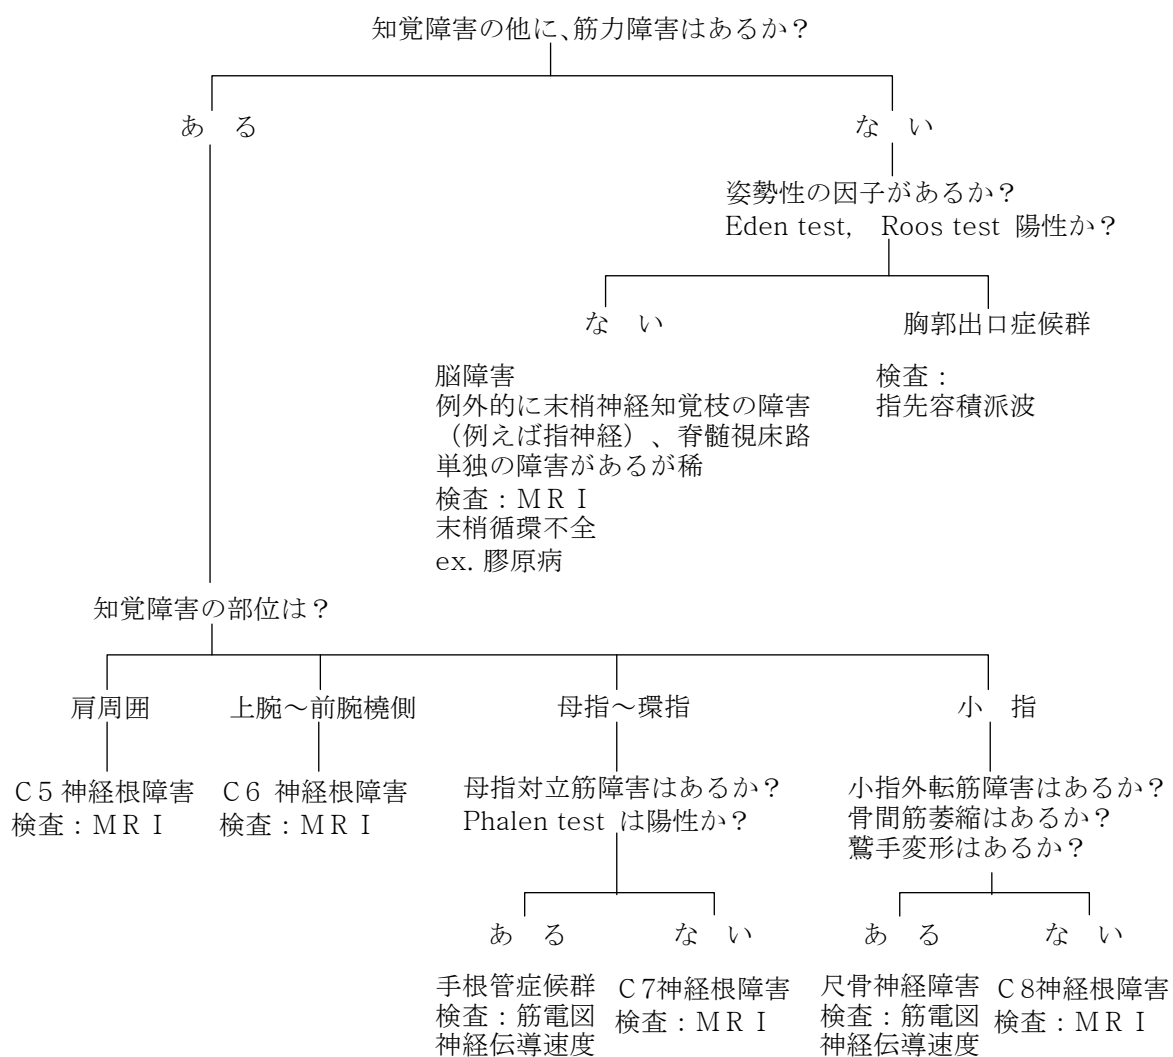 知覚障害の他に、筋力障害はあるか？
あ る
な い
姿勢性の因子があるか？
Eden test, Roos test 陽性か？
な い
胸郭出口症候群
脳障害
例外的に末梢神経知覚枝の障害
（例えば指神経）、脊髄視床路
単独の障害があるが稀
検査：ＭＲＩ
末梢循環不全
ex. 膠原病
検査：
指先容積派波
知覚障害の部位は？
肩周囲
上腕～前腕橈側
母指～環指
小 指
Ｃ５神経根障害
検査：ＭＲＩ
Ｃ６ 神経根障害
検査：ＭＲＩ
母指対立筋障害はあるか？
Phalen test は陽性か？
小指外転筋障害はあるか？
骨間筋萎縮はあるか？
鷲手変形はあるか？
あ る
な い
あ る
な い
手根管症候群
検査：筋電図
神経伝導速度
Ｃ７神経根障害
検査：ＭＲＩ
尺骨神経障害
検査：筋電図
神経伝導速度
Ｃ８神経根障害
検査：ＭＲＩ